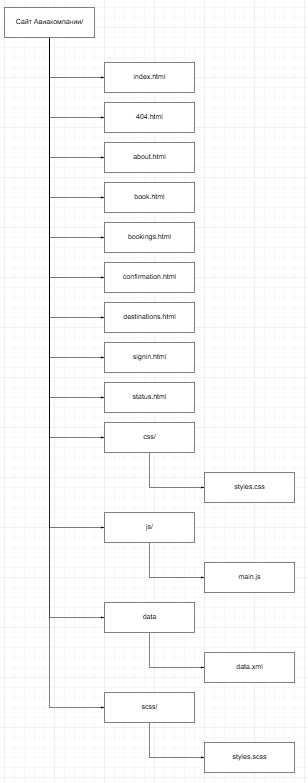 Сайт Авиакомпании/
index.html
404.html
about.html
book.html
bookings.html
confirmation.html
destinations.html
signin.html
status.html
css/
styles.css
js/
main.js
data
data.xml
scss/
styles.scss